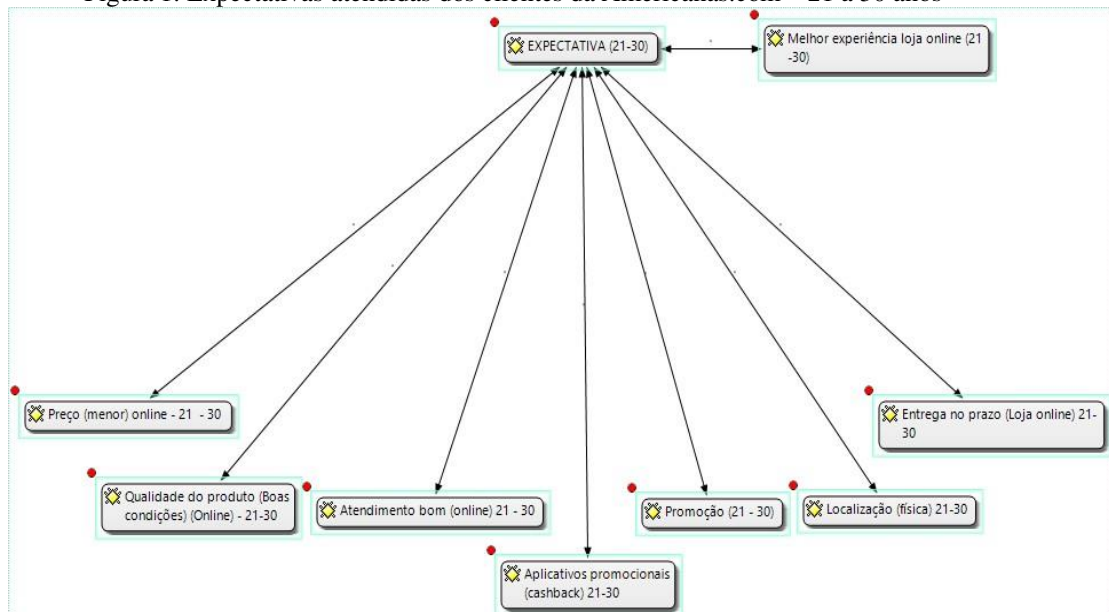 Figura 1. Expectativas atendidas dos clientes da Americanas.com – 21 a 30 anos
EXPECTATIVA (21-30)
Melhor experiência loja online (21
-30)
Preço (menor) online - 21 - 30
Entrega no prazo (Loja online) 21-
30
Qualidade do produto (Boas
condições) (Online) - 21-30
Atendimento bom (online) 21 - 30
Promoção (21 - 30)
Localização (física) 21-30
Aplicativos promocionais
(cashback) 21-30